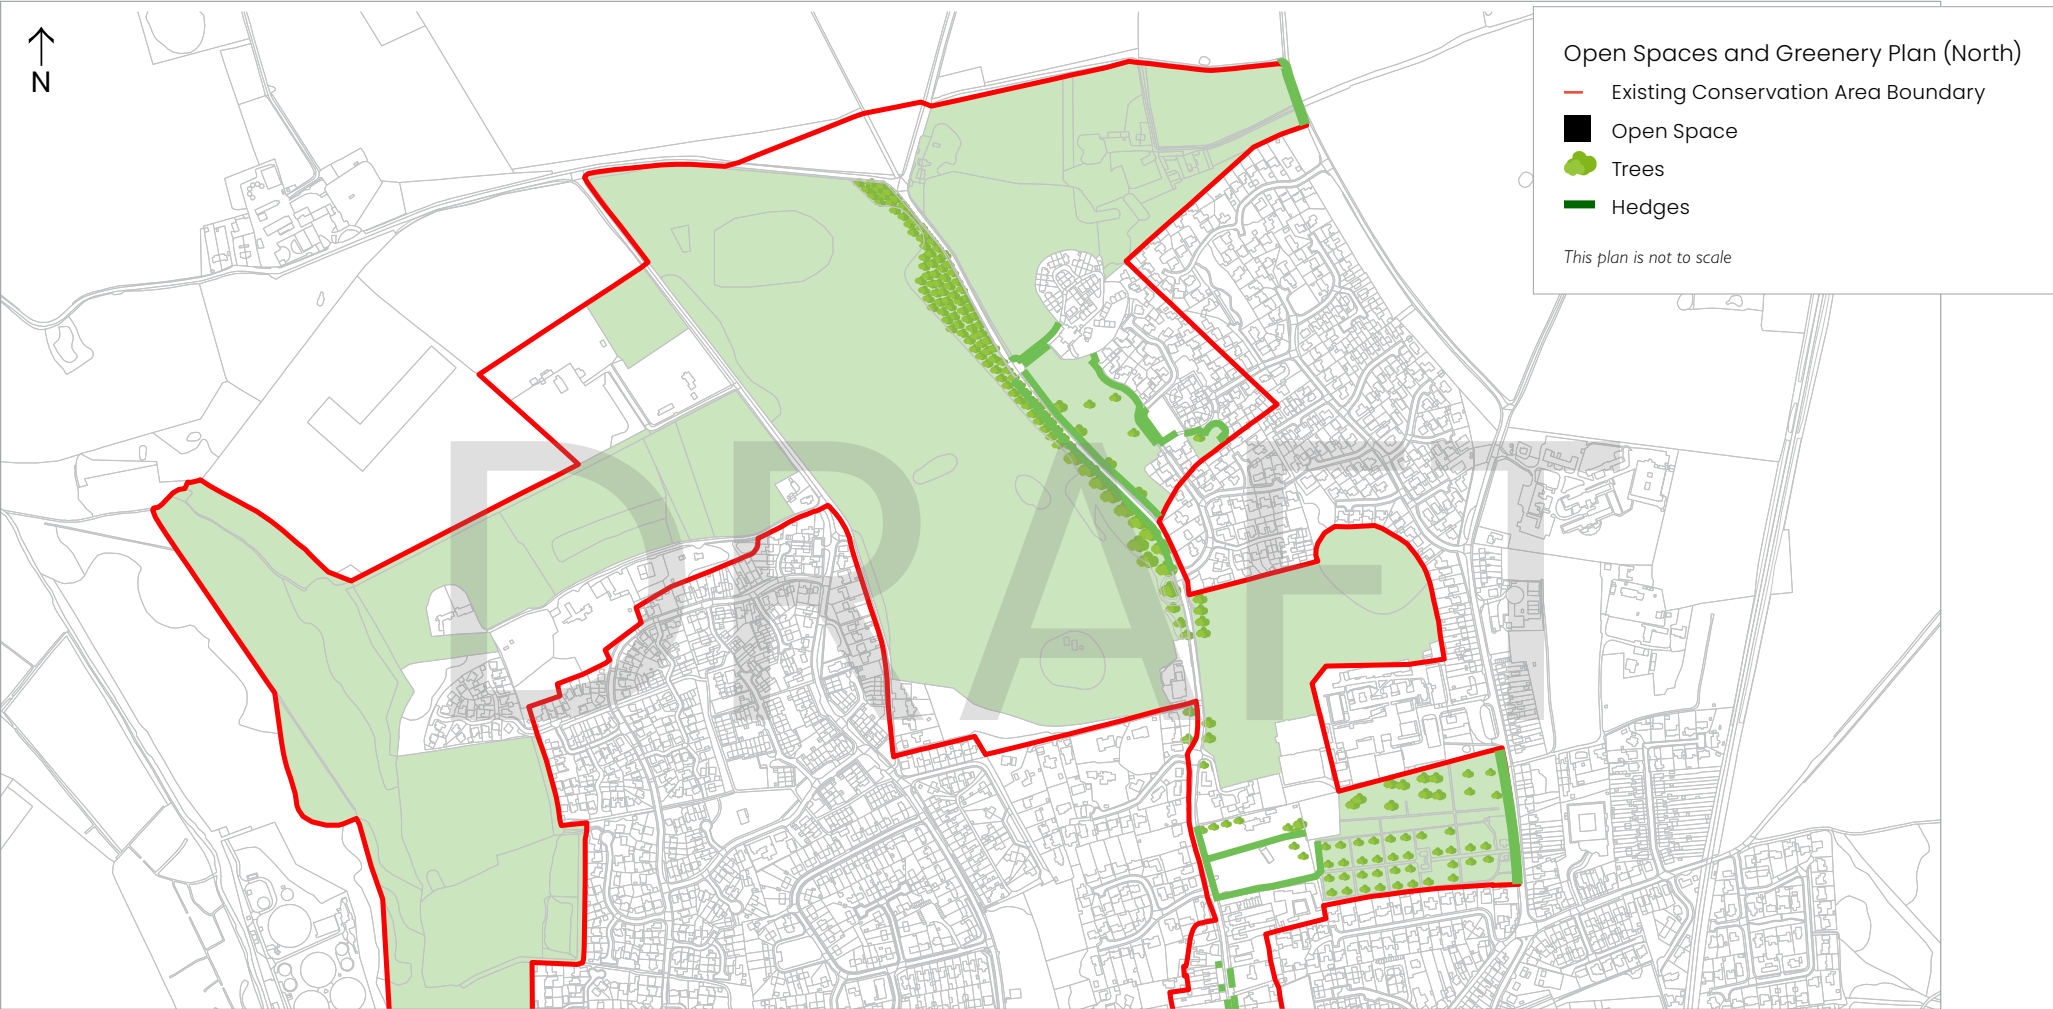 N
Open Spaces and Greenery Plan (North)
Existing Conservation Area Boundary
Open Space
Trees
Hedges
This plan is not to scale
DRAFT